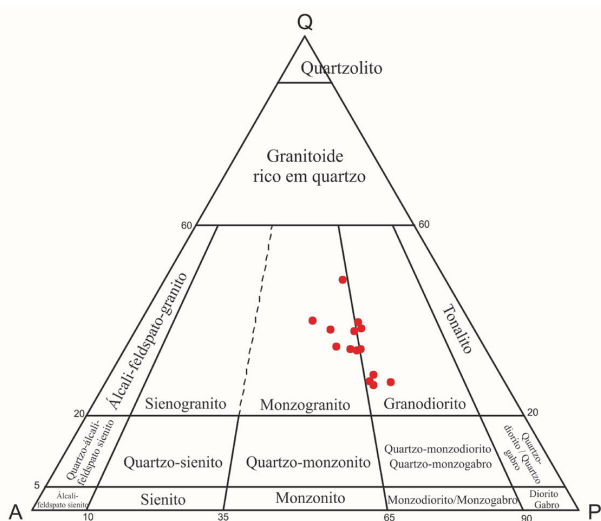 Q
Quartzolito
Granitoide
rico em quartzo
60
60
Álcali-feldspato-granito
Tonalito
Sienogranito
Monzogranito
Granodiorito
20
20
Quartzo-álcali-
feldspato sienito
Quartzo-sienito
Quartzo-monzonito
Quartzo-monzodiorito
Quartzo-monzogabro
Quartzo-
diorito / Quartzo
gabro
5
5
Álcali-
feldspato sienito
Sienito
Monzonito
Monzodiorito/Monzogabro
Diorito
Gabro
A
P
10
35
65
90